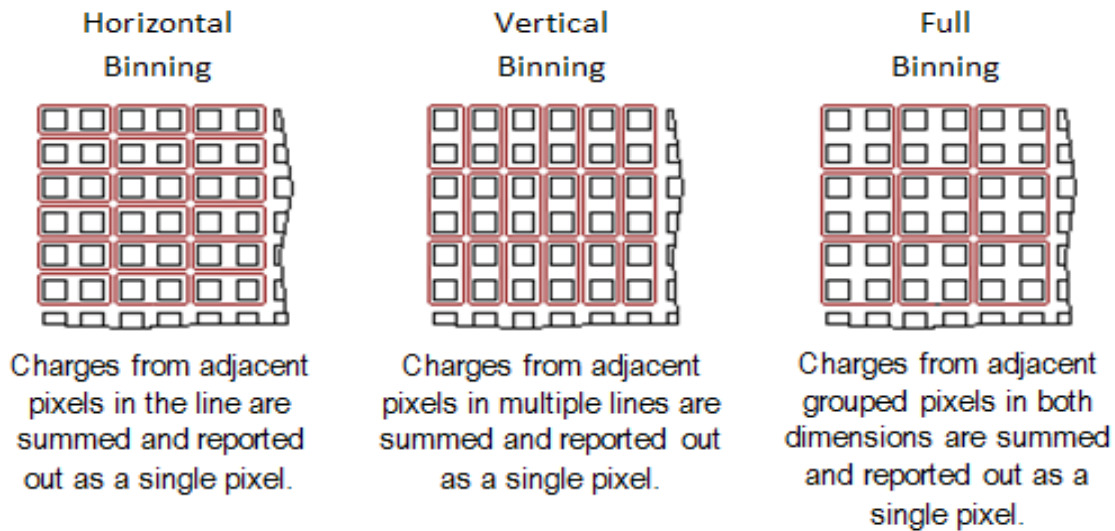 Horizontal
Binning
Vertical
Binning
Full
Binning
Charges from adjacent
pixels in the line are
summed and reported
out as a single pixel.
Charges from adjacent
pixels in multiple lines are
summed and reported out
as a single pixel.
Charges from adjacent
grouped pixels in both
dimensions are summed
and reported out as a
single pixel.